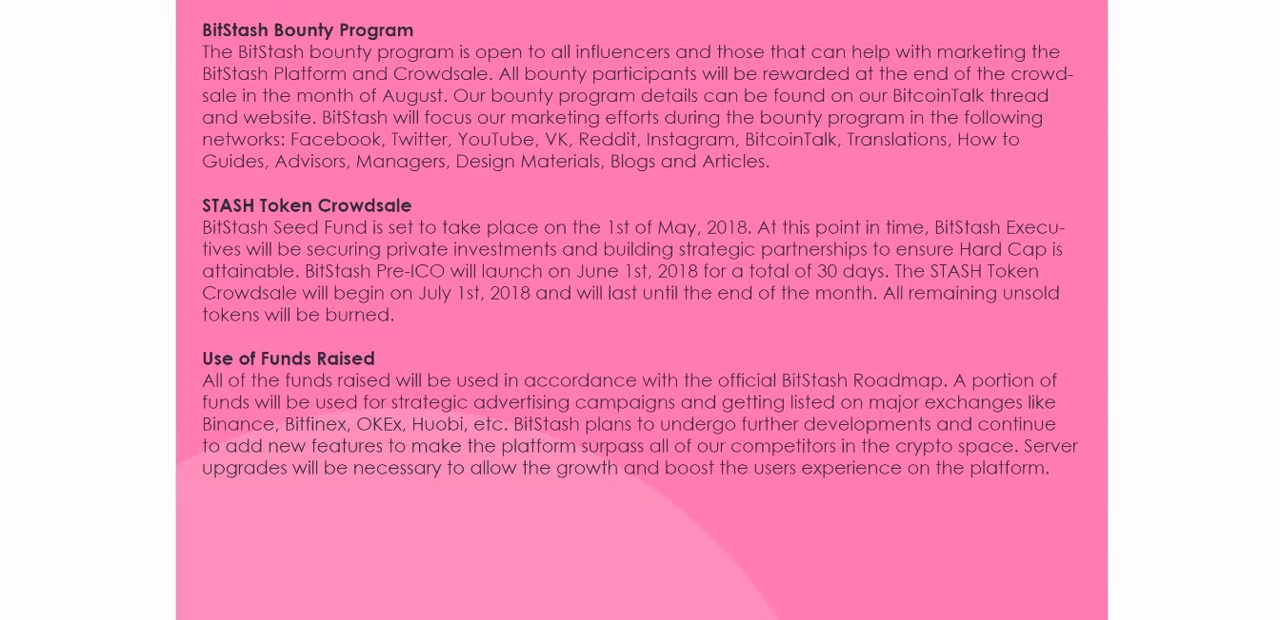 BitStash Bounty Program
The BitStash bounty program is open to all influencers and those that can help with marketing the
BitStash Platform and Crowdsale. All bounty participants will be rewarded at the end of the crowd-
sale in the month of August. Our bounty program details can be found on our BitcoinTalk thread
and website. BitStash will focus our marketing efforts during the bounty program in the following
networks: Facebook, Twitter, YouTube, VK, Reddit, Instagram, BitcoinTalk, Translations, How to
Guides, Advisors, Managers, Design Materials, Blogs and Articles.
STASH Token Crowdsale
BitStash Seed Fund is set to take place on the 1st of May, 2018. At this point in time, BitStash Execu-
tives will be securing private investments and building strategic partnerships to ensure Hard Cap is
attainable. BitStash Pre-ICO will launch on June 1st, 2018 for a total of 30 days. The STASH Token
Crowdsale will begin on July 1st, 2018 and will last until the end of the month. All remaining unsold
tokens will be burned.
Use of Funds Raised
All of the funds raised will be used in accordance with the official BitStash Roadmap. A portion of
funds will be used for strategic advertising campaigns and getting listed on major exchanges like
Binance, Bitfinex, OKEx, Huobi, etc. BitStash plans to undergo further developments and continue
to add new features to make the platform surpass all of our competitors in the crypto space. Server
upgrades will be necessary to allow the growth and boost the users experience on the platform.